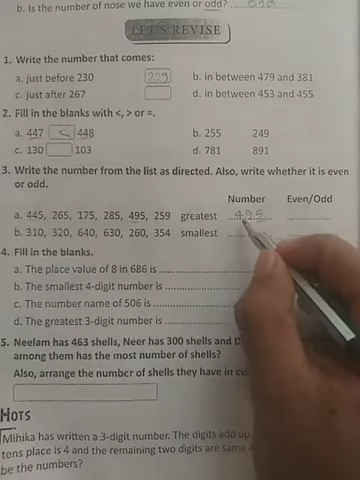 b. Is the number of nose we have even or odd? odd
LET'S REVISE
1. Write the number that comes:
a. just before 230 229 b. in between 479 and 381
c. just after 267 d. in between 453 and 455
2. Fill in the blanks with <, > or =.
a. 447 < 448 b. 255 249
c. 130 103 d. 781 891
3. Write the number from the list as directed. Also, write whether it is even
or odd.
Number Even/Odd
a. 445, 265, 175, 285, 495, 259 greatest 495 ..............
b. 310, 320, 640, 630, 260, 354 smallest ......
4. Fill in the blanks.
a. The place value of 8 in 686 is ......................
b. The smallest 4-digit number is ......................
c. The number name of 506 is ......................
d. The greatest 3-digit number is ......................
5. Neelam has 463 shells, Neer has 300 shells and D
among them has the most number of shells?
Also, arrange the number of shells they have in
HOTS
Mihika has written a 3-digit number. The digits add up
tens place is 4 and the remaining two digits are same
be the numbers?